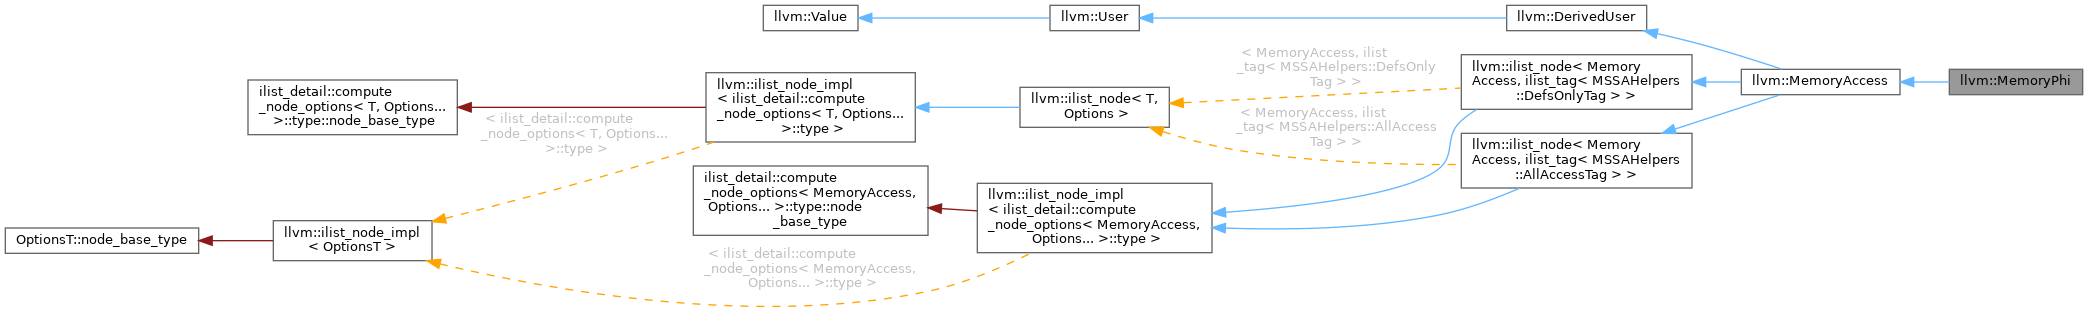 llvm::Value
llvm::User
llvm::DerivedUser
< MemoryAccess, ilist
_tag< MSSAHelpers::DefsOnly
Tag > >
llvm::ilist_node< Memory
Access, ilist_tag< MSSAHelpers
::DefsOnlyTag > >
llvm::MemoryAccess
llvm::MemoryPhi
ilist_detail::compute
_node_options< T, Options...
>::type::node_base_type
llvm::ilist_node_impl
< ilist_detail::compute
_node_options< T, Options...
>::type >
llvm::ilist_node< T,
Options >
< ilist_detail::compute
_node_options< T, Options...
>::type >
< MemoryAccess, ilist
_tag< MSSAHelpers::AllAccess
Tag > >
llvm::ilist_node< Memory
Access, ilist_tag< MSSAHelpers
::AllAccessTag > >
ilist_detail::compute
_node_options< MemoryAccess,
Options... >::type::node
_base_type
llvm::ilist_node_impl
< ilist_detail::compute
_node_options< MemoryAccess,
Options... >::type >
OptionsT::node_base_type
llvm::ilist_node_impl
< OptionsT >
< ilist_detail::compute
_node_options< MemoryAccess,
Options... >::type >